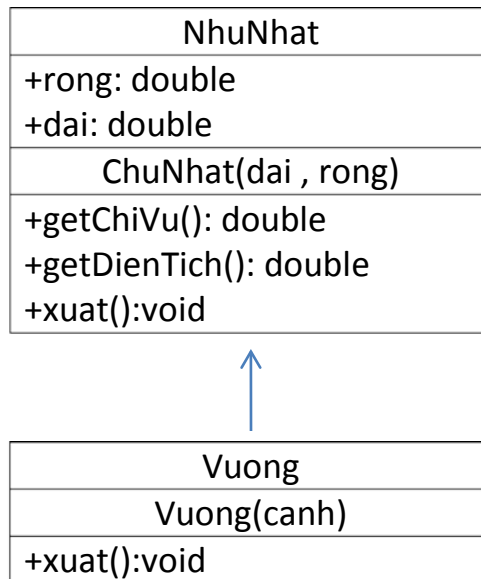 NhuNhat
+rong: double
+dai: double
ChuNhat(dai , rong)
+getChiVu(): double
+getDienTich(): double
+xuat():void
Vuong
Vuong(canh)
+xuat():void